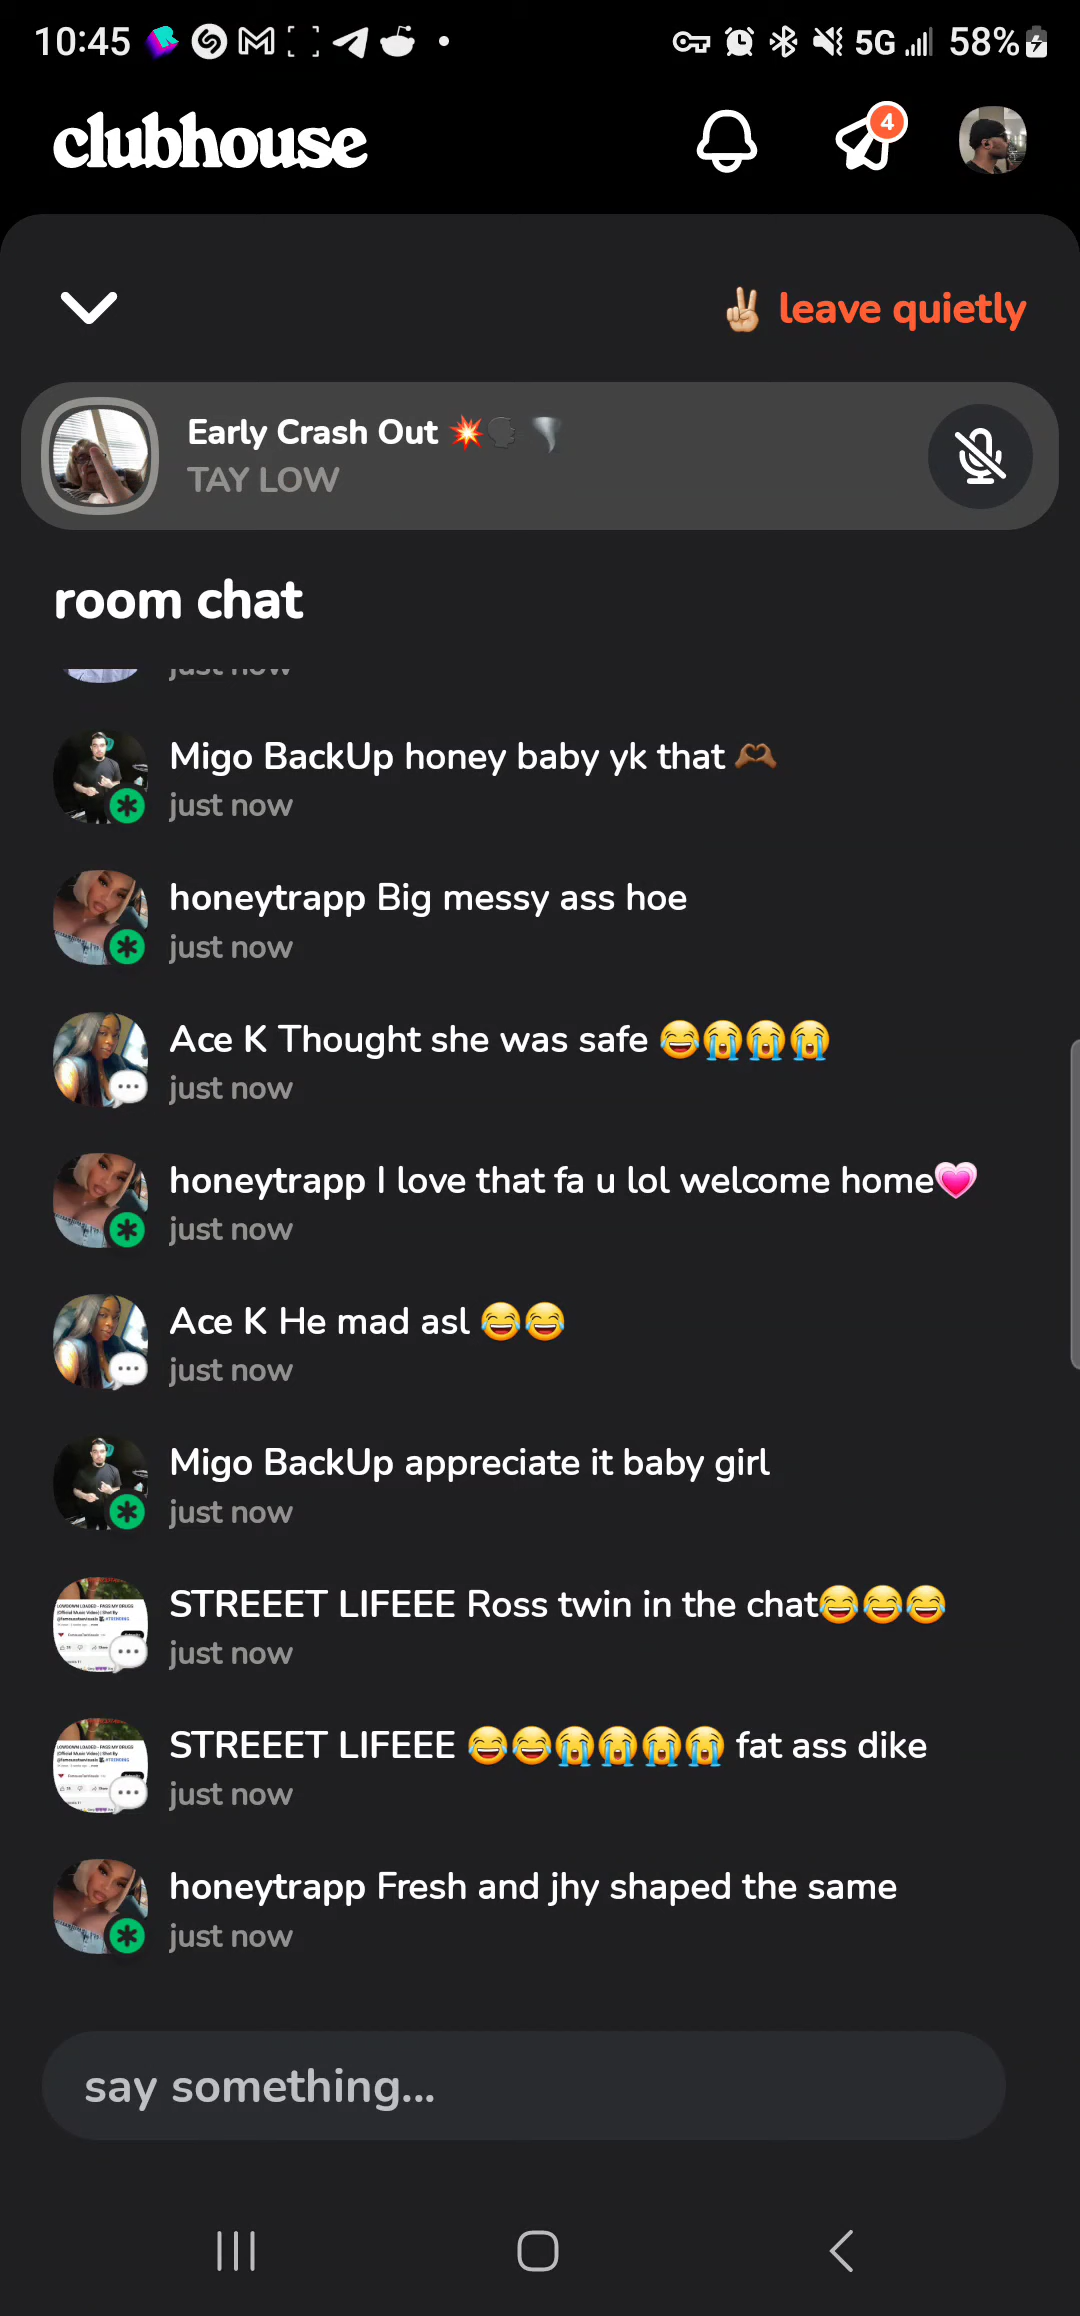 10:45 5G 58%
clubhouse 4
✌🏼 leave quietly
Early Crash Out 💥🗣🌪
TAY LOW
room chat
just now
Migo BackUp honey baby yk that 🫶🏾
just now
honeytrapp Big messy ass hoe
just now
Ace K Thought she was safe 😂😭😭😭
just now
honeytrapp I love that fa u lol welcome home💗
just now
Ace K He mad asl 😂😂
just now
Migo BackUp appreciate it baby girl
just now
STREEET LIFEEE Ross twin in the chat😂😂😂
just now
STREEET LIFEEE 😂😂😭😭😭😭 fat ass dike
just now
honeytrapp Fresh and jhy shaped the same
just now
say something...